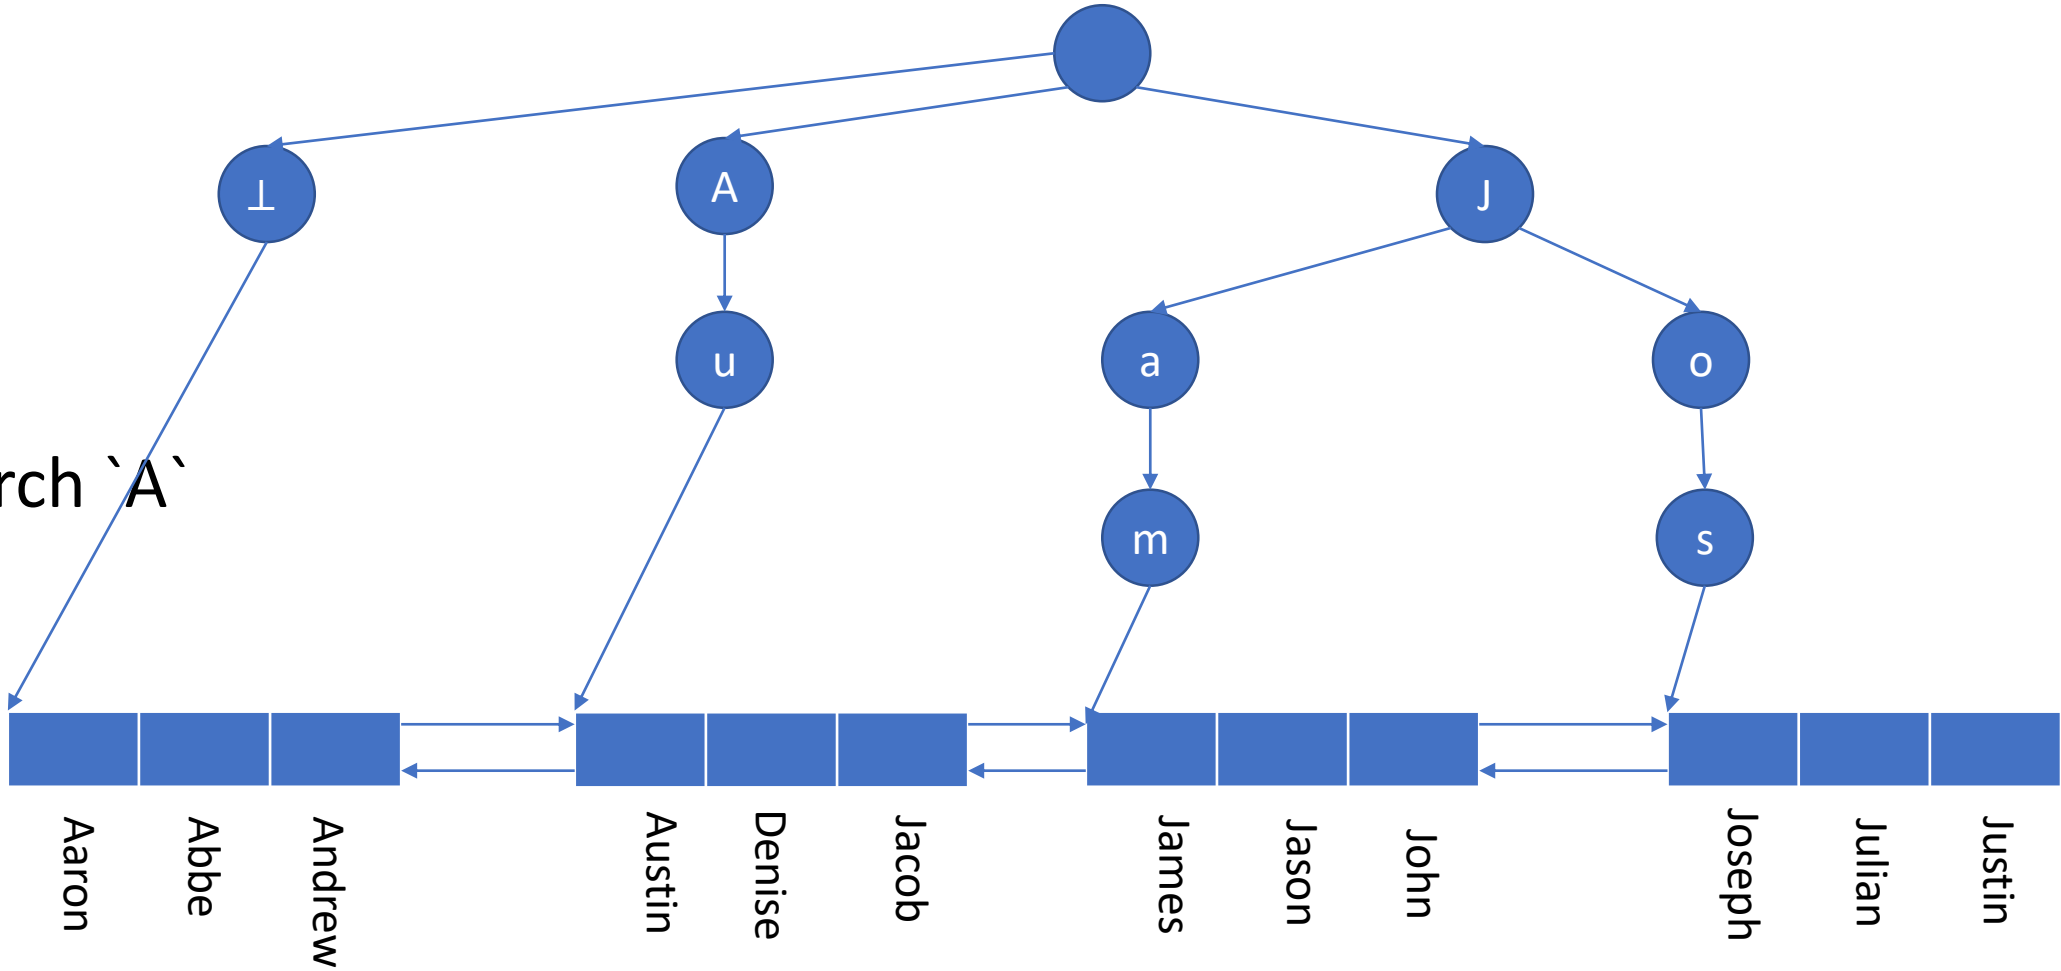 ⊥
A
J
u
a
o
rch `A`
m
s
Aaron
Abbe
Andrew
Austin
Denise
Jacob
James
Jason
John
Joseph
Julian
Justin